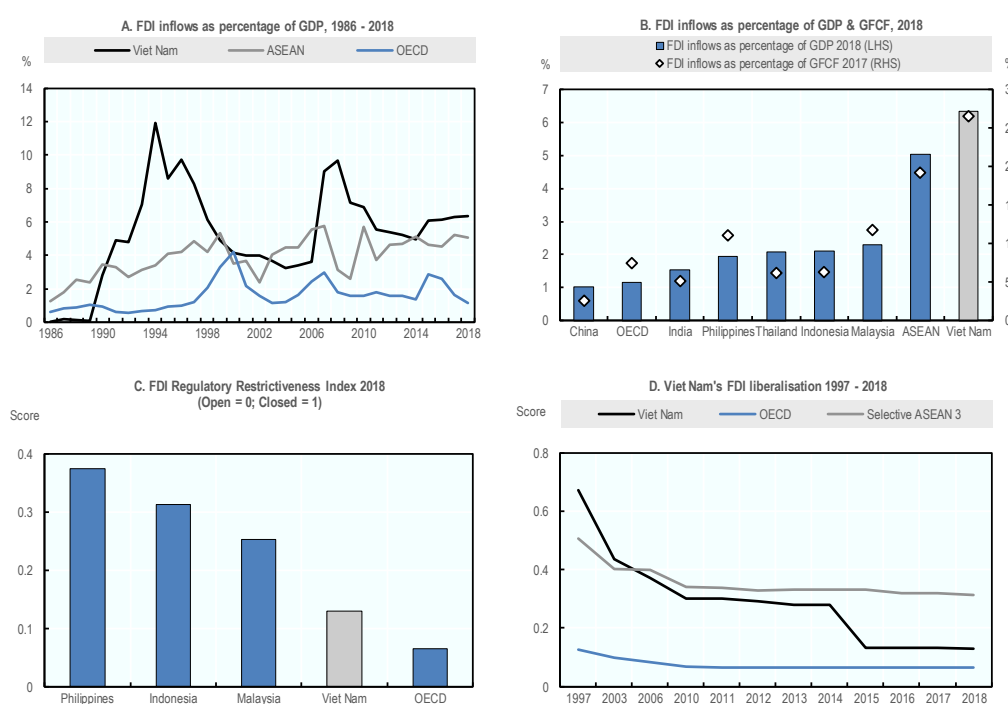 A. FDI inflows as percentage of GDP, 1986 - 2018
Viet Nam ASEAN OECD
%
14
12
10
8
6
4
2
0
1986 1990 1994 1998 2002 2006 2010 2014 2018
B. FDI inflows as percentage of GDP & GFCF, 2018
FDI inflows as percentage of GDP 2018 (LHS)
FDI inflows as percentage of GFCF 2017 (RHS)
%
7
6
5
4
3
2
1
0
China OECD India Philippines Thailand Indonesia Malaysia ASEAN Viet Nam
C. FDI Regulatory Restrictiveness Index 2018
(Open = 0; Closed = 1)
Score
0.4
0.3
0.2
0.1
0
Philippines Indonesia Malaysia Viet Nam OECD
D. Viet Nam's FDI liberalisation 1997 - 2018
Score
Viet Nam OECD Selective ASEAN 3
0.8
0.6
0.4
0.2
0
1997 2003 2006 2010 2011 2012 2013 2014 2015 2016 2017 2018